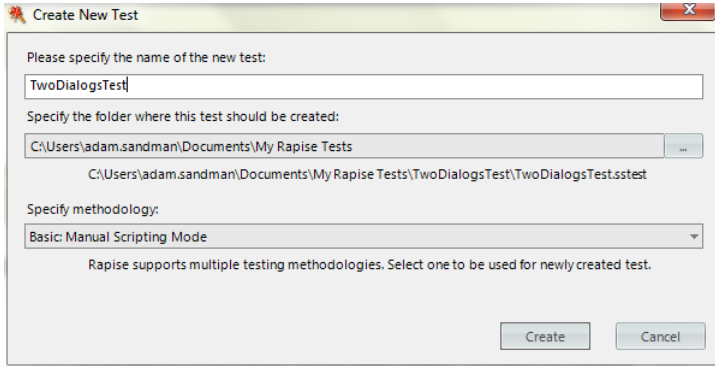 Create New Test
Please specify the name of the new test:
TwoDialogsTest
Specify the folder where this test should be created:
C:\Users\adam.sandman\Documents\My Rapise Tests
...
C:\Users\adam.sandman\Documents\My Rapise Tests\TwoDialogsTest\TwoDialogsTest.sstest
Specify methodology:
Basic: Manual Scripting Mode
Rapise supports multiple testing methodologies. Select one to be used for newly created test.
Create Cancel